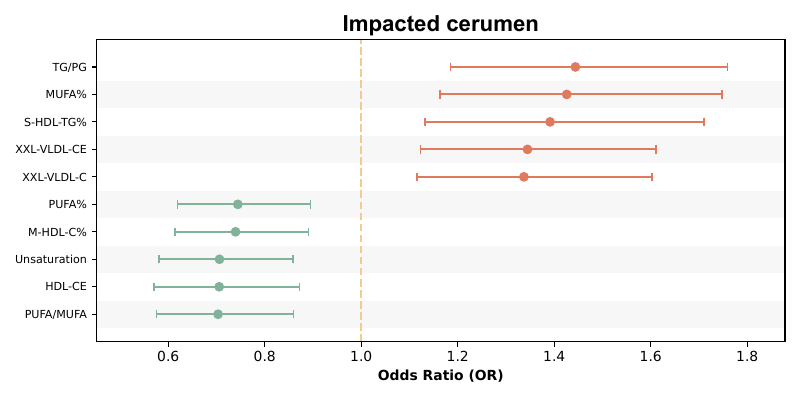 Impacted cerumen
TG/PG
MUFA%
S-HDL-TG%
XXL-VLDL-CE
XXL-VLDL-C
PUFA%
M-HDL-C%
Unsaturation
HDL-CE
PUFA/MUFA
0.6 0.8 1.0 1.2 1.4 1.6 1.8
Odds Ratio (OR)